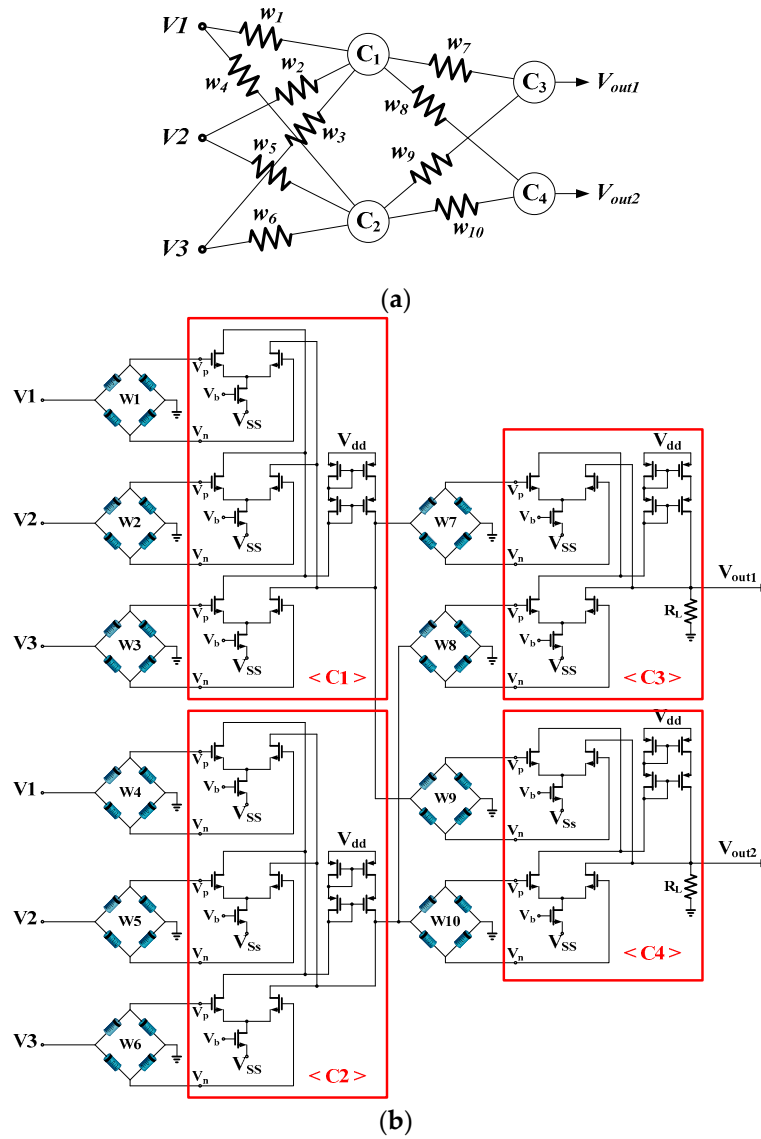 V1
w1
w2
w4
w7
C1
C3
Vout1
w8
V2
w3
w5
w9
C4
Vout2
w6
C2
w10
V3
(a)
Vp
V1
W1
Vb
VSS
Vn
Vdd
Vdd
Vp
Vp
V2
W2
W7
Vb
Vb
VSS
VSS
Vn
Vn
Vout1
Vp
Vp
RL
V3
W3
W8
Vb
Vb
VSS
VSS
Vn
Vn
< C1 >
< C3 >
Vdd
Vp
Vp
V1
W4
W9
Vb
Vb
VSS
VSs
Vn
Vn
Vdd
Vout2
Vp
Vp
RL
V2
W5
W10
Vb
Vb
VSs
VSS
Vn
Vn
< C4 >
Vp
V3
W6
Vb
VSS
Vn
< C2 >
(b)